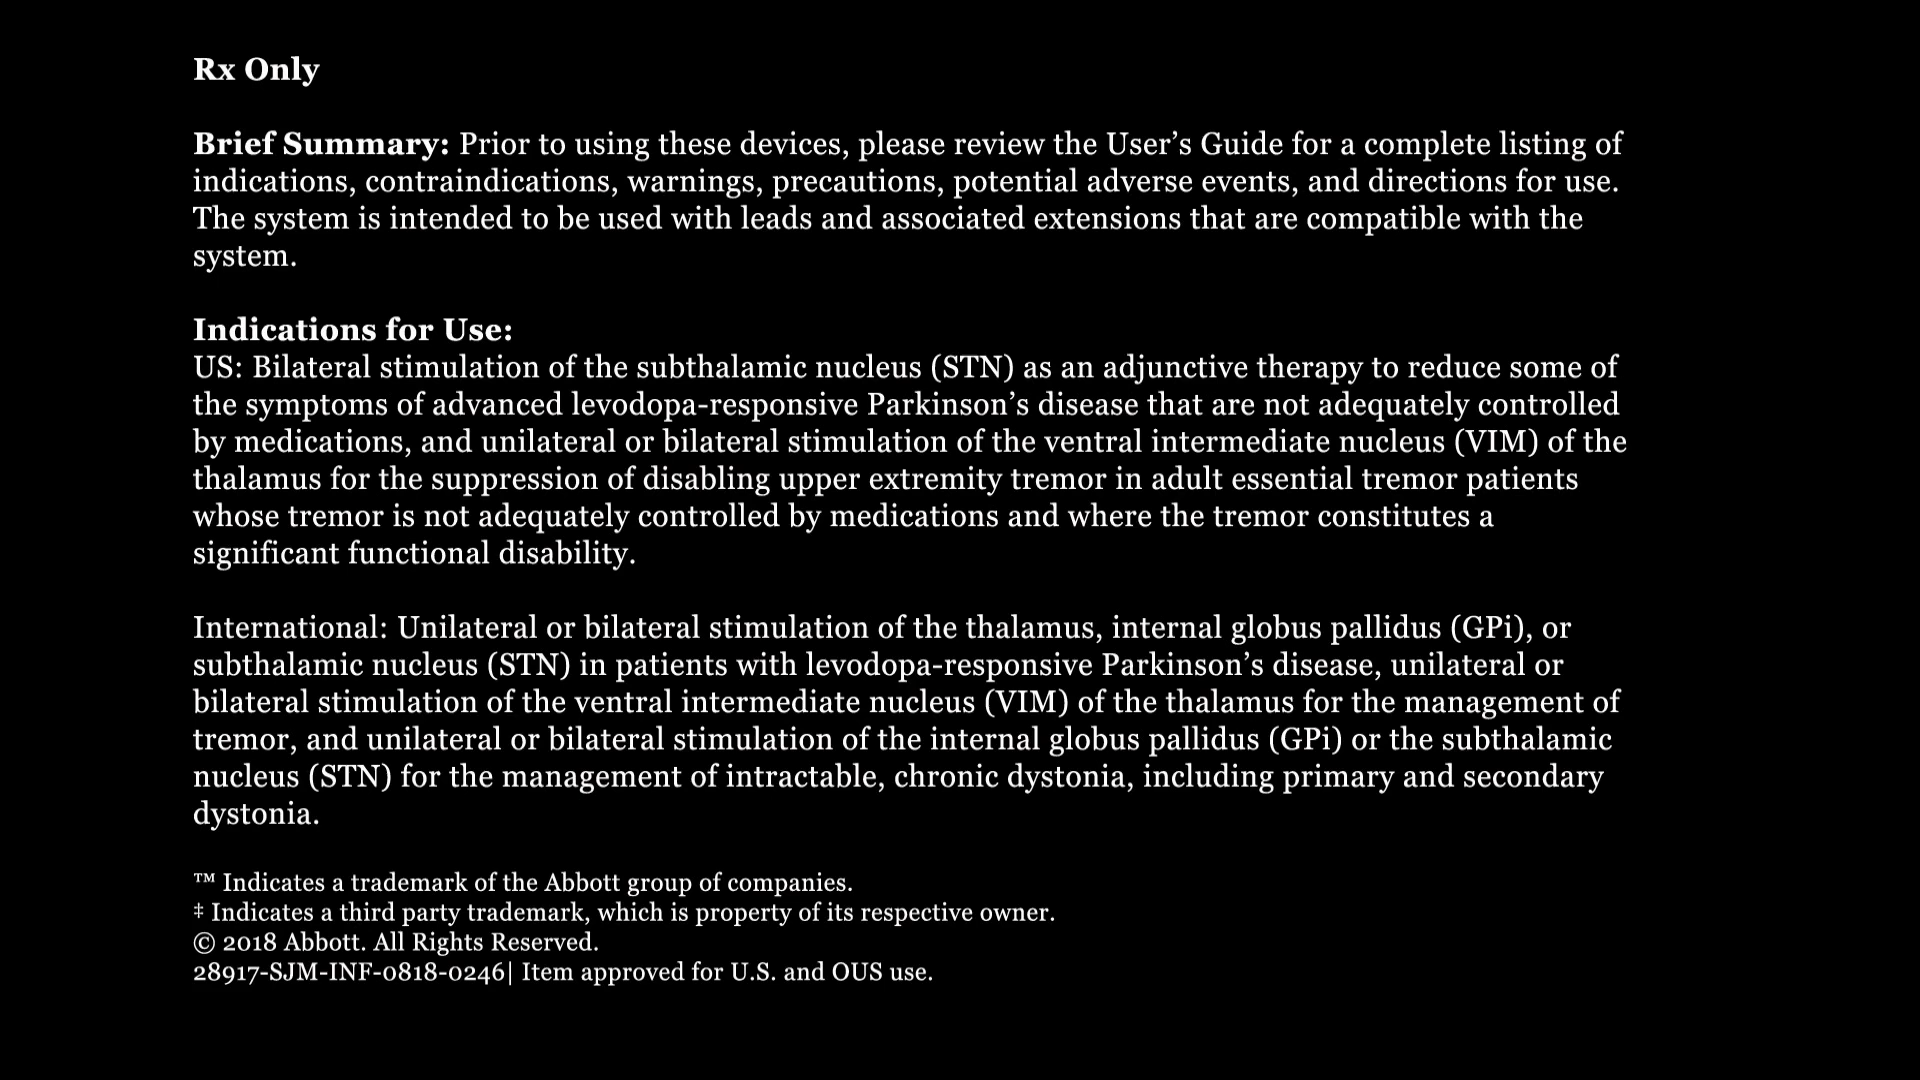 Rx Only
Brief Summary: Prior to using these devices, please review the User’s Guide for a complete listing of
indications, contraindications, warnings, precautions, potential adverse events, and directions for use.
The system is intended to be used with leads and associated extensions that are compatible with the
system.
Indications for Use:
US: Bilateral stimulation of the subthalamic nucleus (STN) as an adjunctive therapy to reduce some of
the symptoms of advanced levodopa-responsive Parkinson’s disease that are not adequately controlled
by medications, and unilateral or bilateral stimulation of the ventral intermediate nucleus (VIM) of the
thalamus for the suppression of disabling upper extremity tremor in adult essential tremor patients
whose tremor is not adequately controlled by medications and where the tremor constitutes a
significant functional disability.
International: Unilateral or bilateral stimulation of the thalamus, internal globus pallidus (GPi), or
subthalamic nucleus (STN) in patients with levodopa-responsive Parkinson’s disease, unilateral or
bilateral stimulation of the ventral intermediate nucleus (VIM) of the thalamus for the management of
tremor, and unilateral or bilateral stimulation of the internal globus pallidus (GPi) or the subthalamic
nucleus (STN) for the management of intractable, chronic dystonia, including primary and secondary
dystonia.
™ Indicates a trademark of the Abbott group of companies.
‡ Indicates a third party trademark, which is property of its respective owner.
© 2018 Abbott. All Rights Reserved.
28917-SJM-INF-0818-0246| Item approved for U.S. and OUS use.